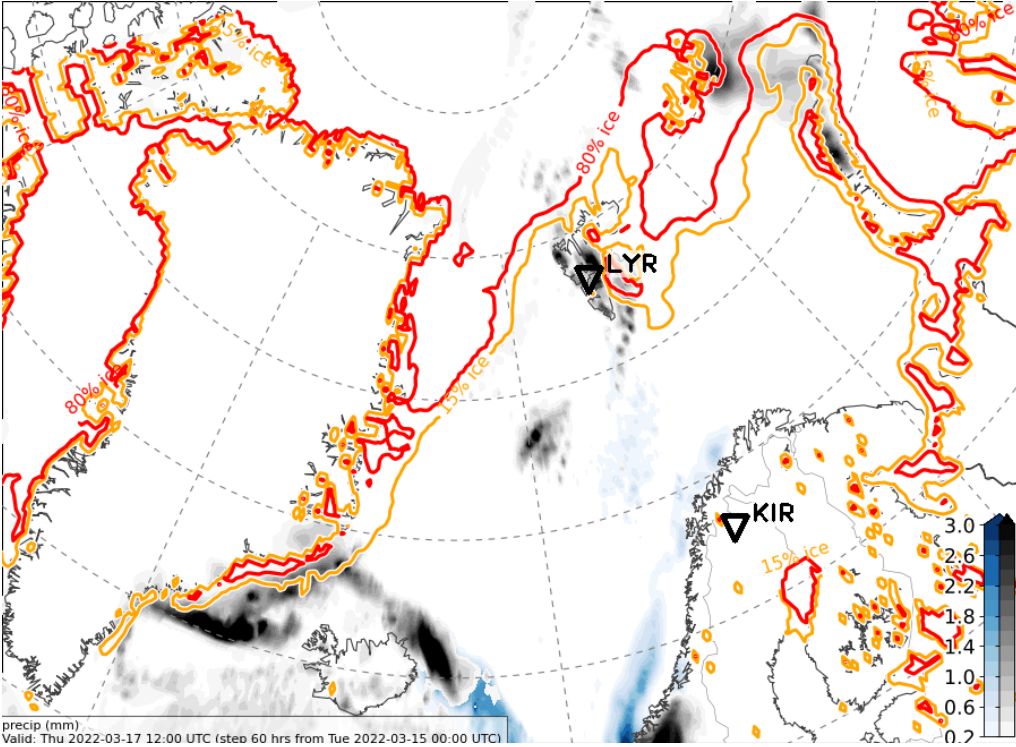 15% ice
80% ice
15% ice
80% ice
80% ice
LYR
80% ice
15% ice
KIR
15% ice
3.0
2.6
2.2
1.8
1.4
1.0
0.6
0.2
precip (mm)
Valid: Thu 2022-03-17 12:00 UTC (step 60 hrs from Tue 2022-03-15 00:00 UTC)